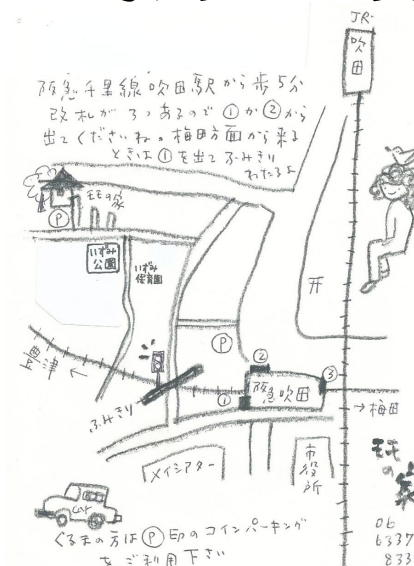 JR
吹田
阪急千里線吹田駅から歩5分
改札が3つあるので①か②から
出てくださいね。梅田方面から来る
ときは①を出てふみきり
わたるよ
モモの家
P
いずみ
公園
いずみ
保育園
P
②
③
阪急吹田
①
豊津
ふみきり
→梅田
メイシアター
市役所
モモの家
06
6337
833
CAR
くるまの方はⓅ印のコインパーキング
をご利用下さい